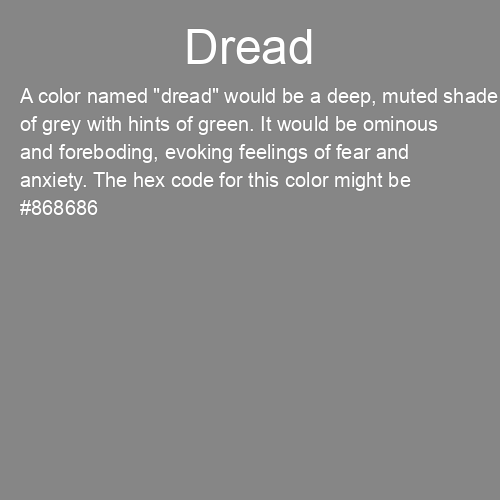 Dread
A color named "dread" would be a deep, muted shade
of grey with hints of green. It would be ominous
and foreboding, evoking feelings of fear and
anxiety. The hex code for this color might be
#868686